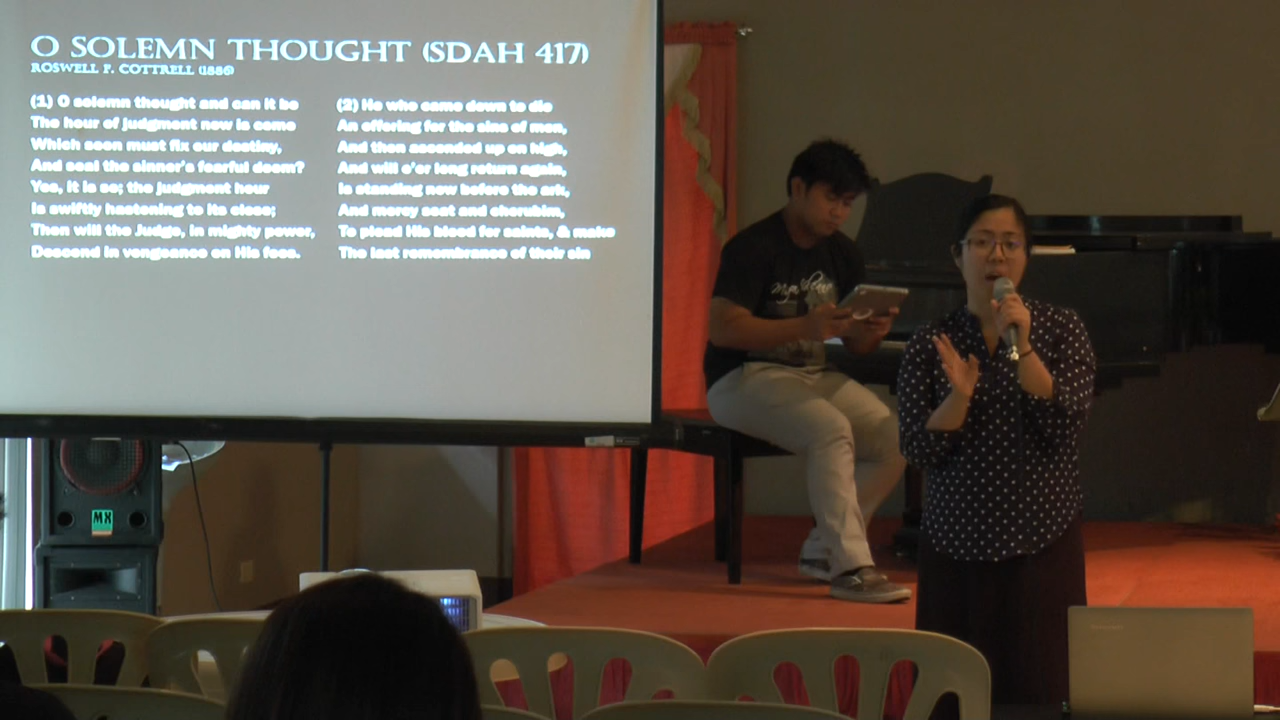 O SOLEMN THOUGHT (SDAH 417)
ROSWELL F. COTTRELL (1886)
(1) O solemn thought and can it be
The hour of judgment now is come
Which soon must fix our destiny,
And seal the sinner's fearful doom?
Yes, it is so; the judgment hour
Is swiftly hastening to its close;
Then will the Judge, in mighty power,
Descend in vengeance on His foes.
(2) He who came down to die
An offering for the sins of men,
And then ascended up on high,
And will e'er long return again,
Is standing now before the ark,
And mercy seat and cherubim,
To plead His blood for saints, & make
The last remembrance of their sin
MX